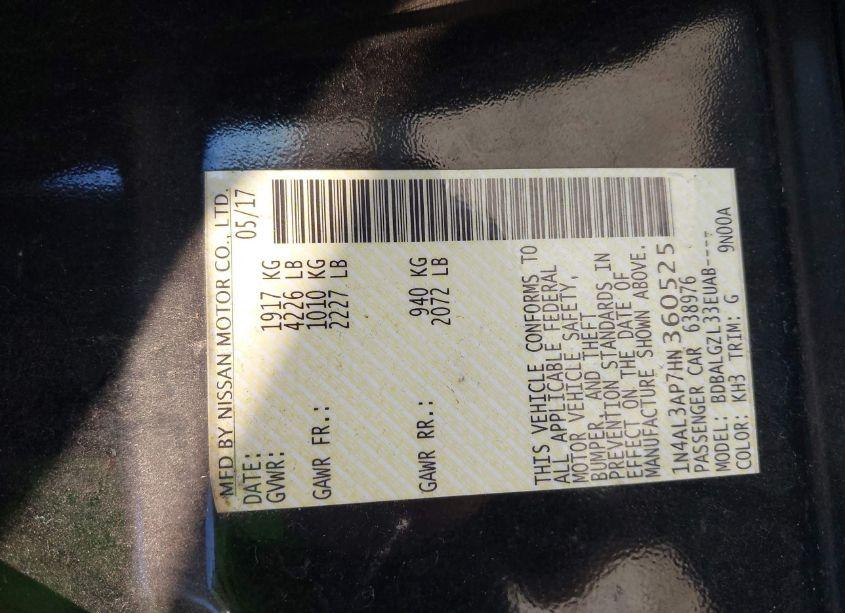 MFD BY NISSAN MOTOR CO., LTD.
DATE: 05/17
GVWR: 1917 KG
4226 LB
GAWR FR.: 1010 KG
2227 LB
GAWR RR.: 940 KG
2072 LB
THIS VEHICLE CONFORMS TO
ALL APPLICABLE FEDERAL
MOTOR VEHICLE SAFETY,
BUMPER AND THEFT
PREVENTION STANDARDS IN
EFFECT ON THE DATE OF
MANUFACTURE SHOWN ABOVE.
1N4AL3AP7HN360525
PASSENGER CAR 638976
MODEL: BDBALGZL33EUAB----
COLOR: KH3 TRIM: G 9N00A